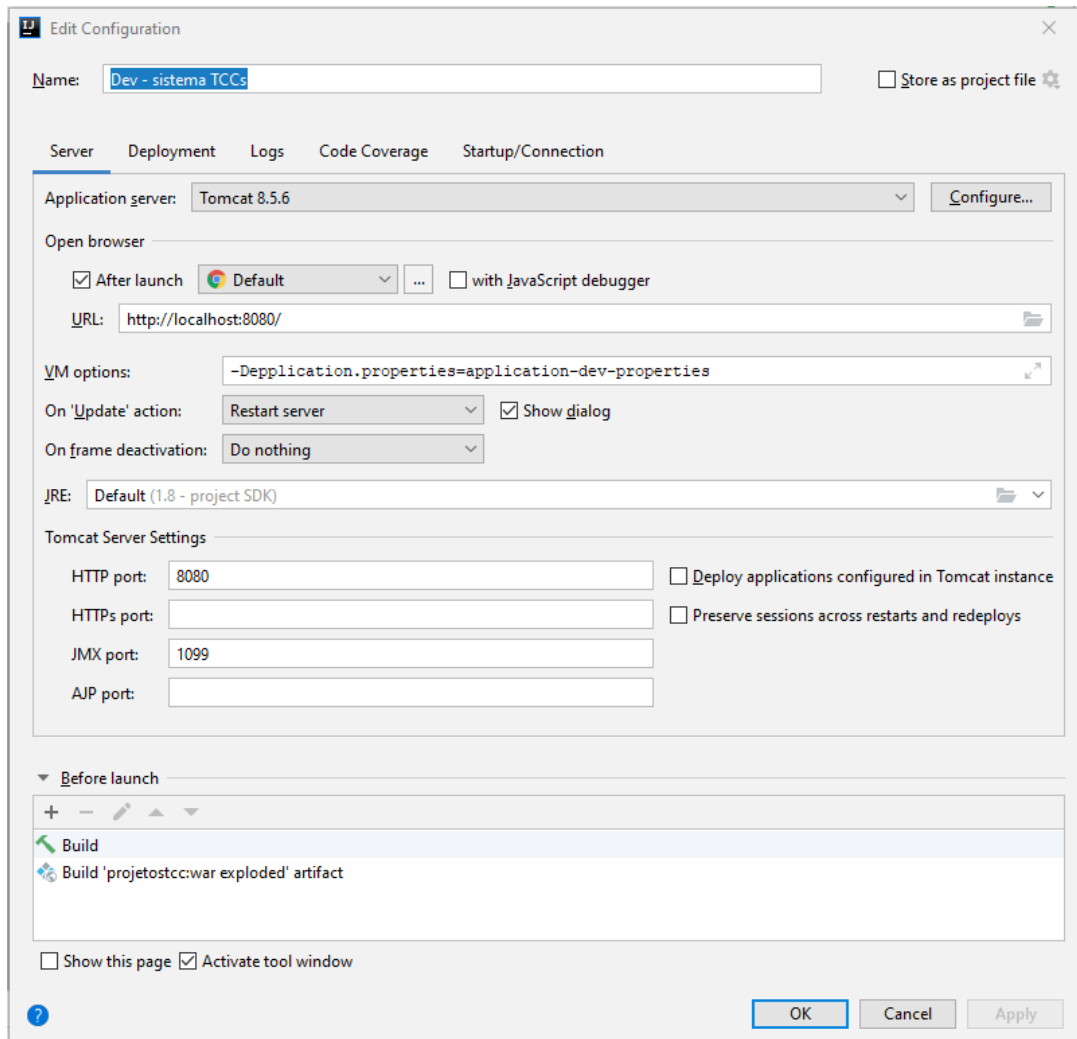 IJ Edit Configuration
Name: Dev - sistema TCCs Store as project file
Server Deployment Logs Code Coverage Startup/Connection
Application server: Tomcat 8.5.6 Configure...
Open browser
After launch Default ... with JavaScript debugger
URL: http://localhost:8080/
VM options: -Depplication.properties=application-dev-properties
On 'Update' action: Restart server Show dialog
On frame deactivation: Do nothing
JRE: Default (1.8 - project SDK)
Tomcat Server Settings
HTTP port: 8080 Deploy applications configured in Tomcat instance
HTTPs port: Preserve sessions across restarts and redeploys
JMX port: 1099
AJP port:
Before launch
Build
Build 'projetostcc:war exploded' artifact
Show this page Activate tool window
? OK Cancel Apply